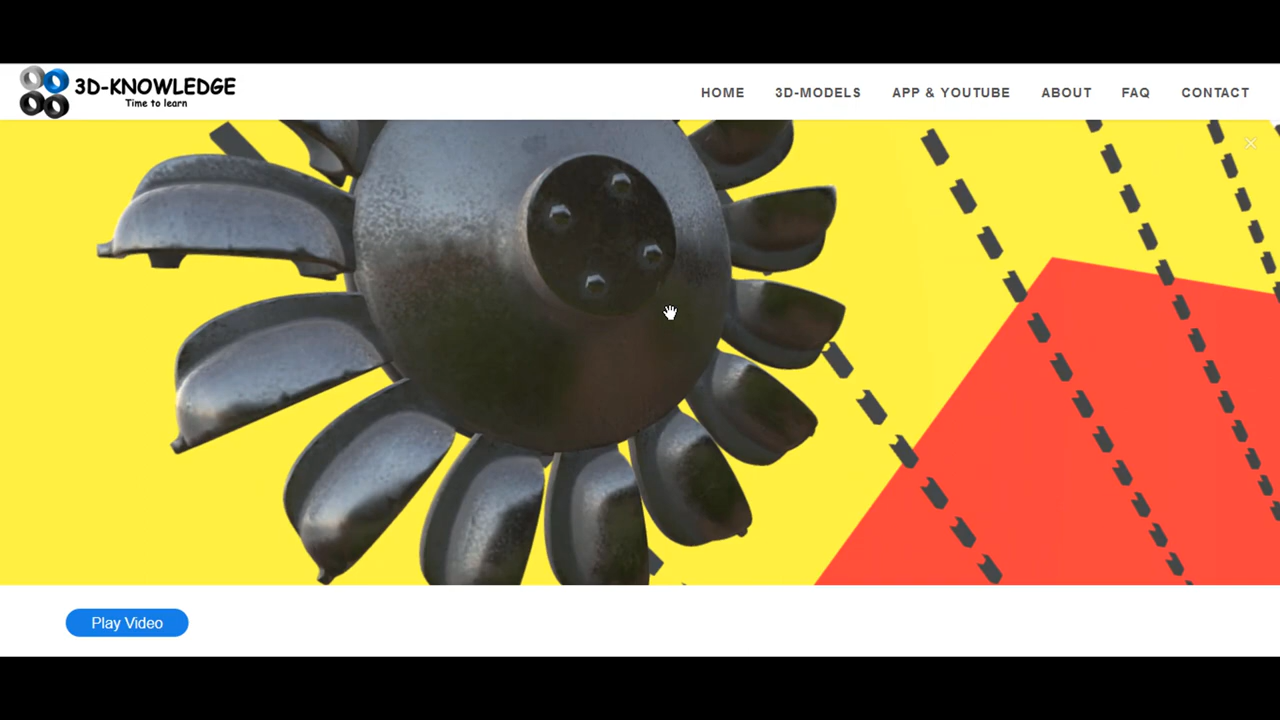 3D-KNOWLEDGE
Time to learn
HOME 3D-MODELS APP & YOUTUBE ABOUT FAQ CONTACT
Play Video